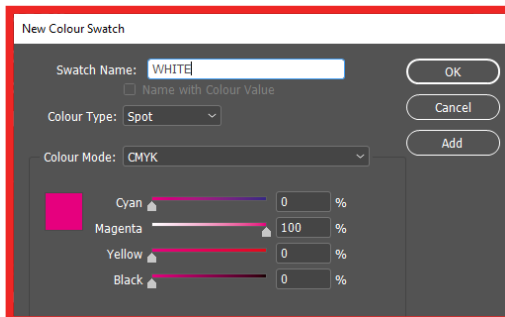 New Colour Swatch
Swatch Name: WHITE
Name with Colour Value
Colour Type: Spot
Colour Mode: CMYK
Cyan 0 %
Magenta 100 %
Yellow 0 %
Black 0 %
OK
Cancel
Add